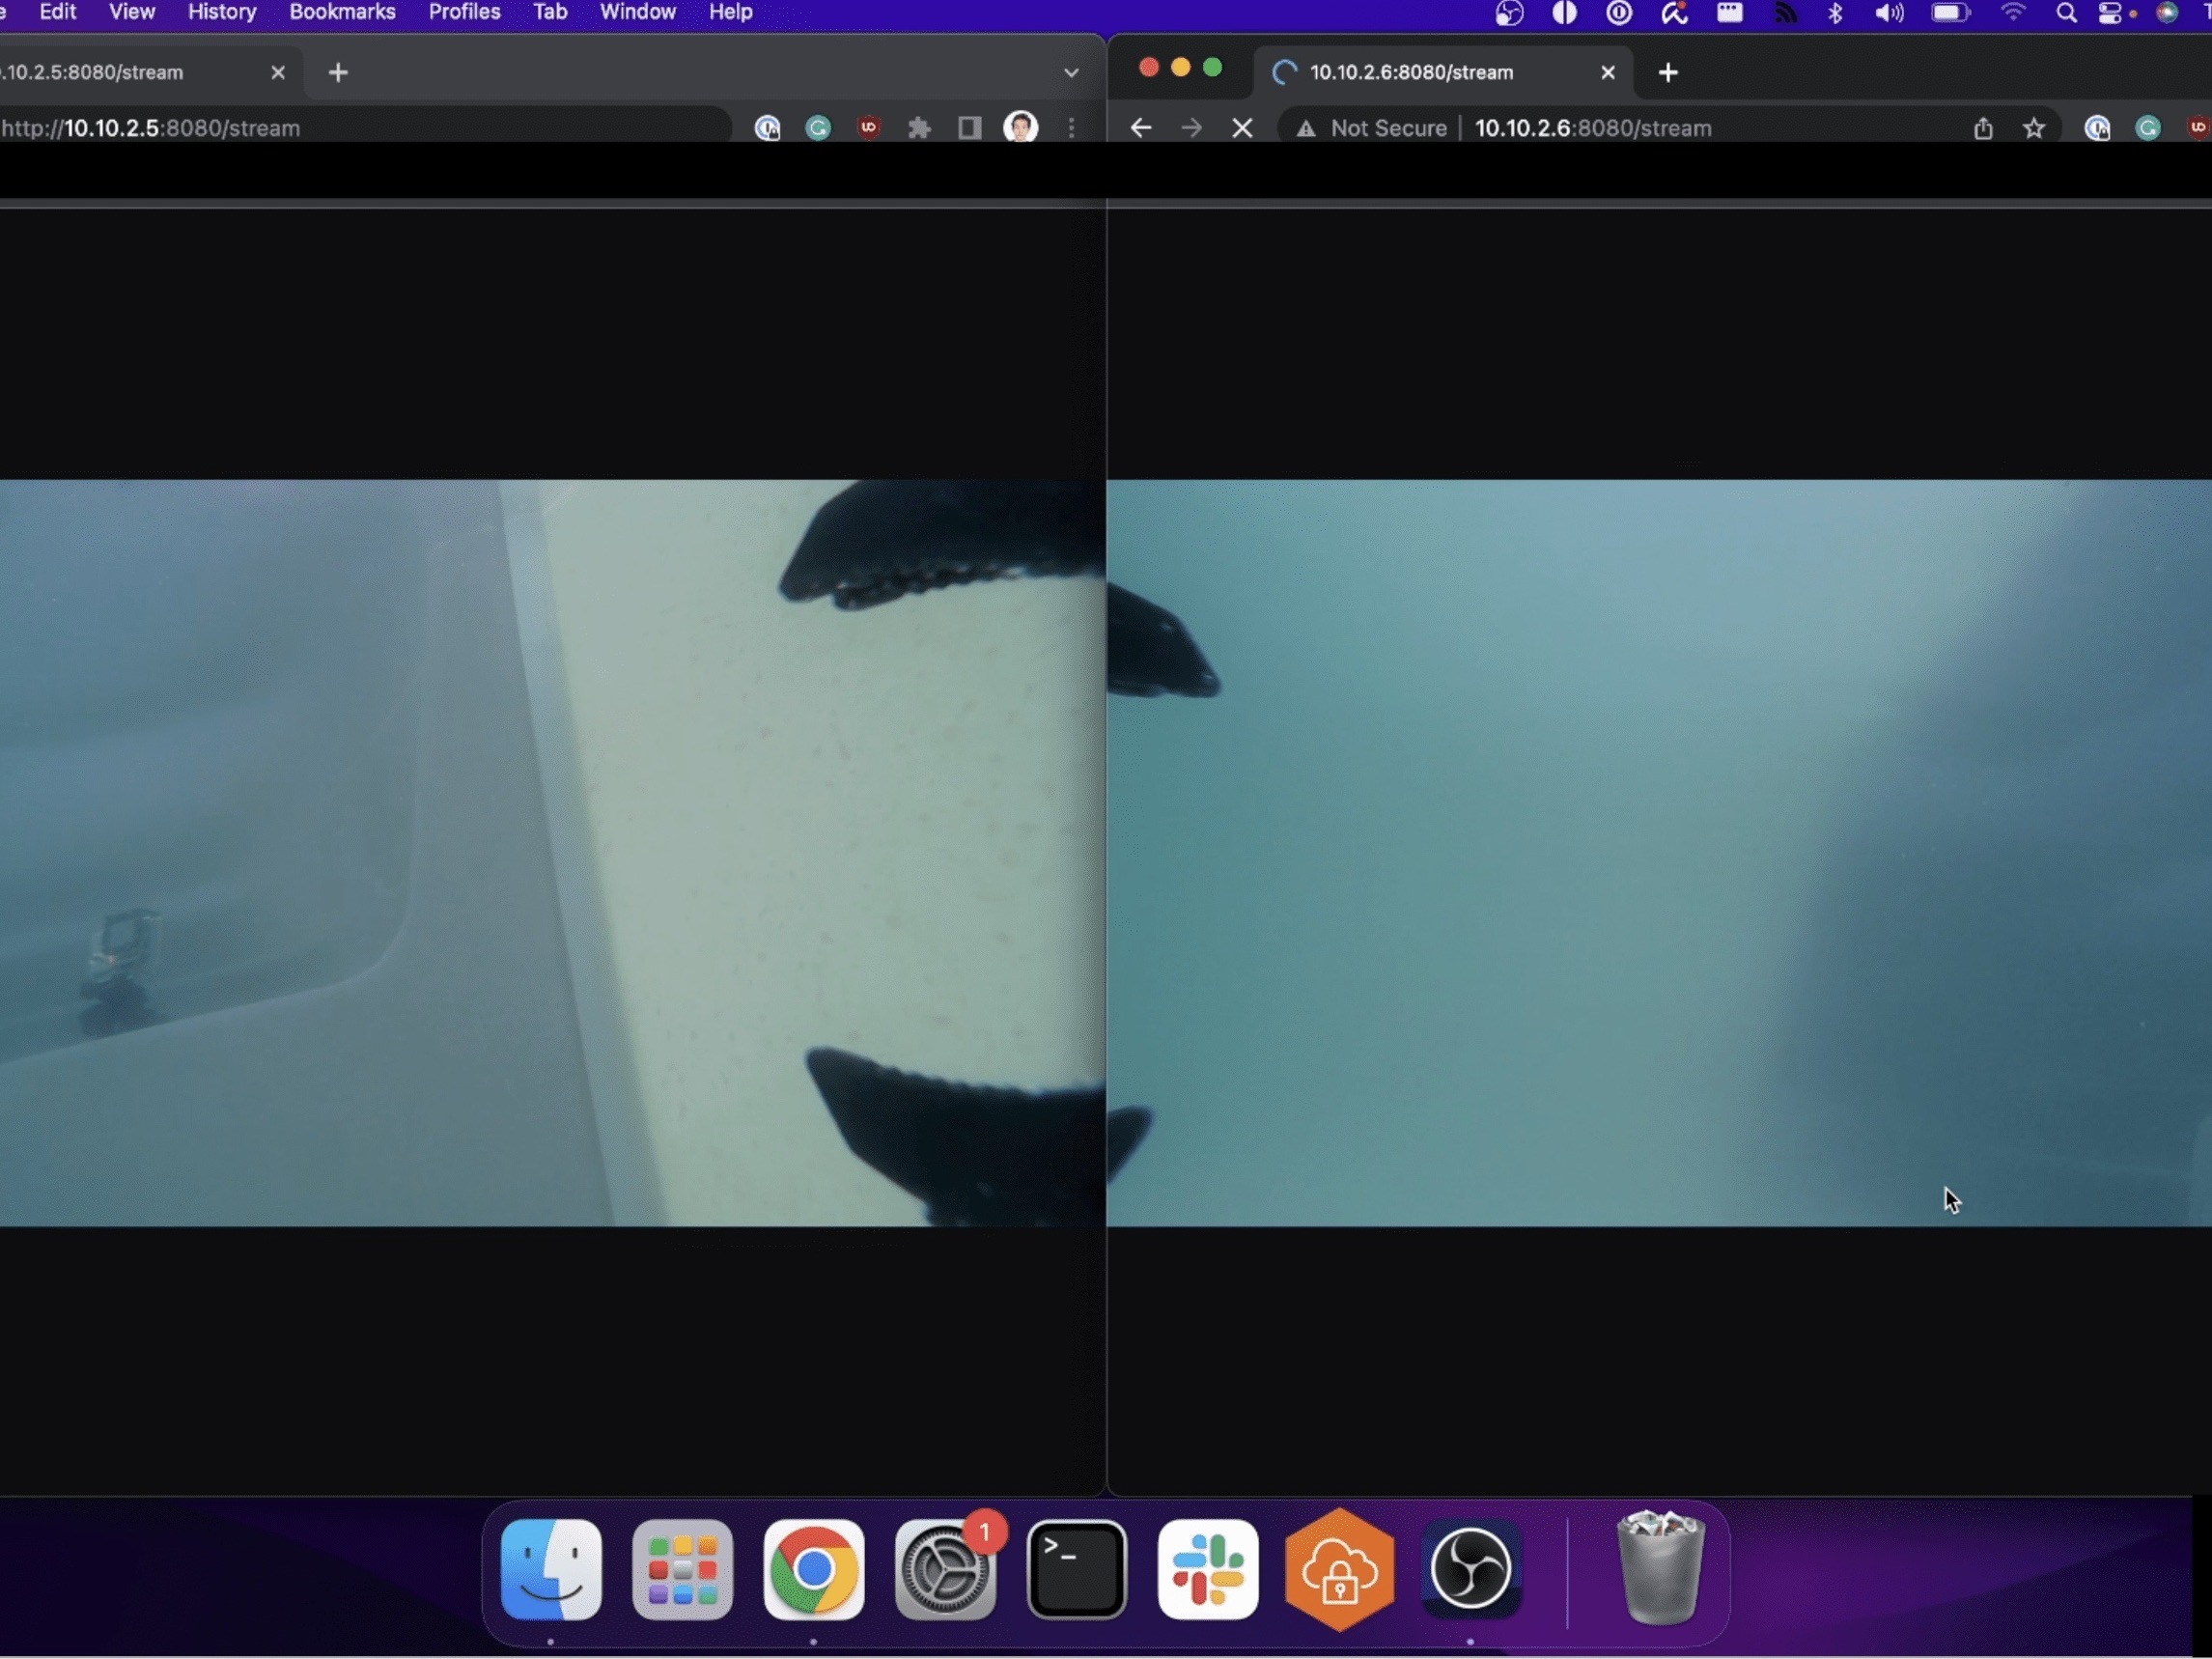 Edit View History Bookmarks Profiles Tab Window Help
.10.2.5:8080/stream
10.10.2.6:8080/stream
http://10.10.2.5:8080/stream
Not Secure | 10.10.2.6:8080/stream
1
>_